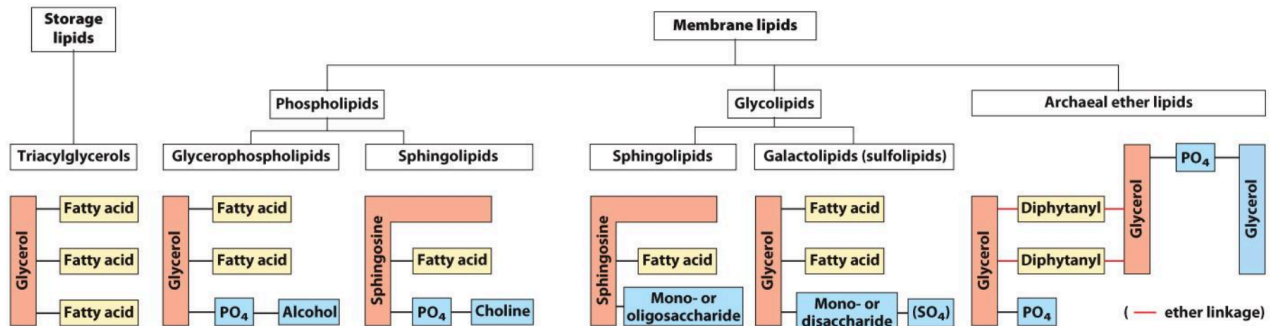 Storage
lipids
Membrane lipids
Phospholipids
Glycolipids
Archaeal ether lipids
Triacylglycerols
Glycerophospholipids
Sphingolipids
Sphingolipids
Galactolipids (sulfolipids)
Glycerol
Fatty acid
Fatty acid
Fatty acid
Glycerol
Fatty acid
Fatty acid
PO₄
Alcohol
Sphingosine
Fatty acid
PO₄
Choline
Sphingosine
Fatty acid
Mono- or
oligosaccharide
Glycerol
Fatty acid
Fatty acid
Mono- or
disaccharide
(SO₄)
Glycerol
Diphytanyl
Diphytanyl
PO₄
Glycerol
PO₄
Glycerol
( — ether linkage)